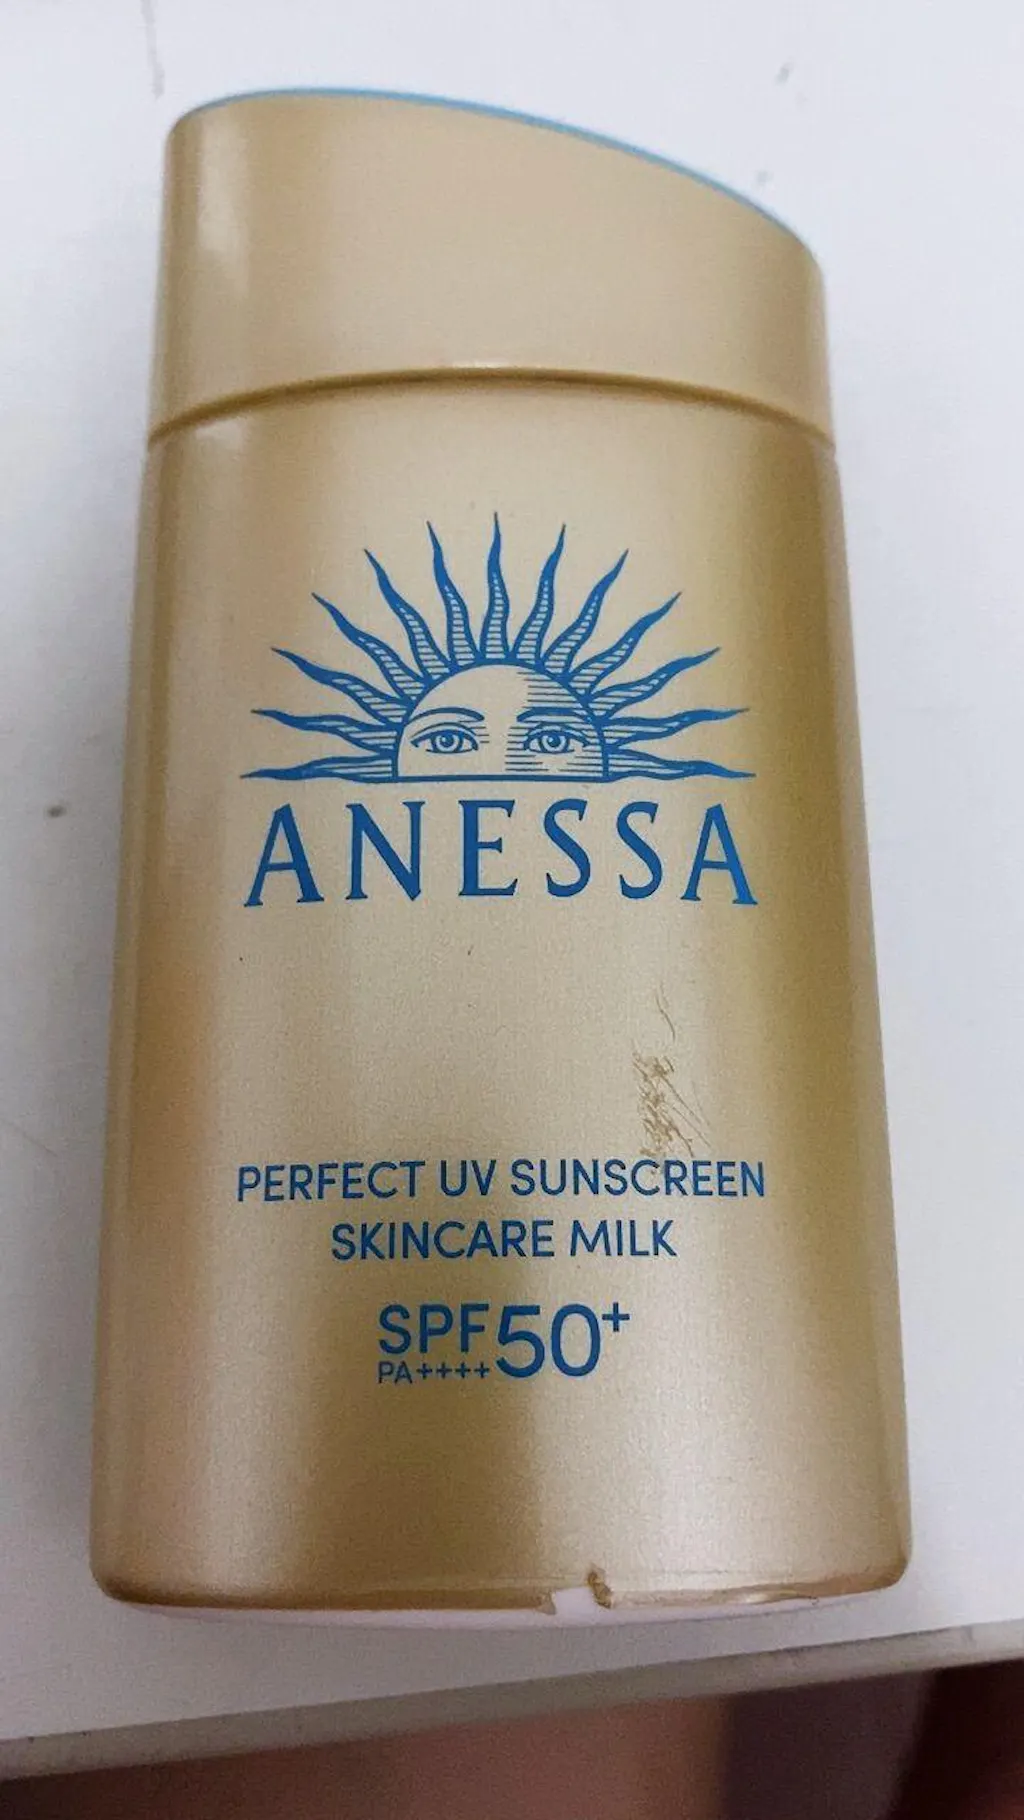 ANESSA
PERFECT UV SUNSCREEN
SKINCARE MILK
SPF50+
PA++++